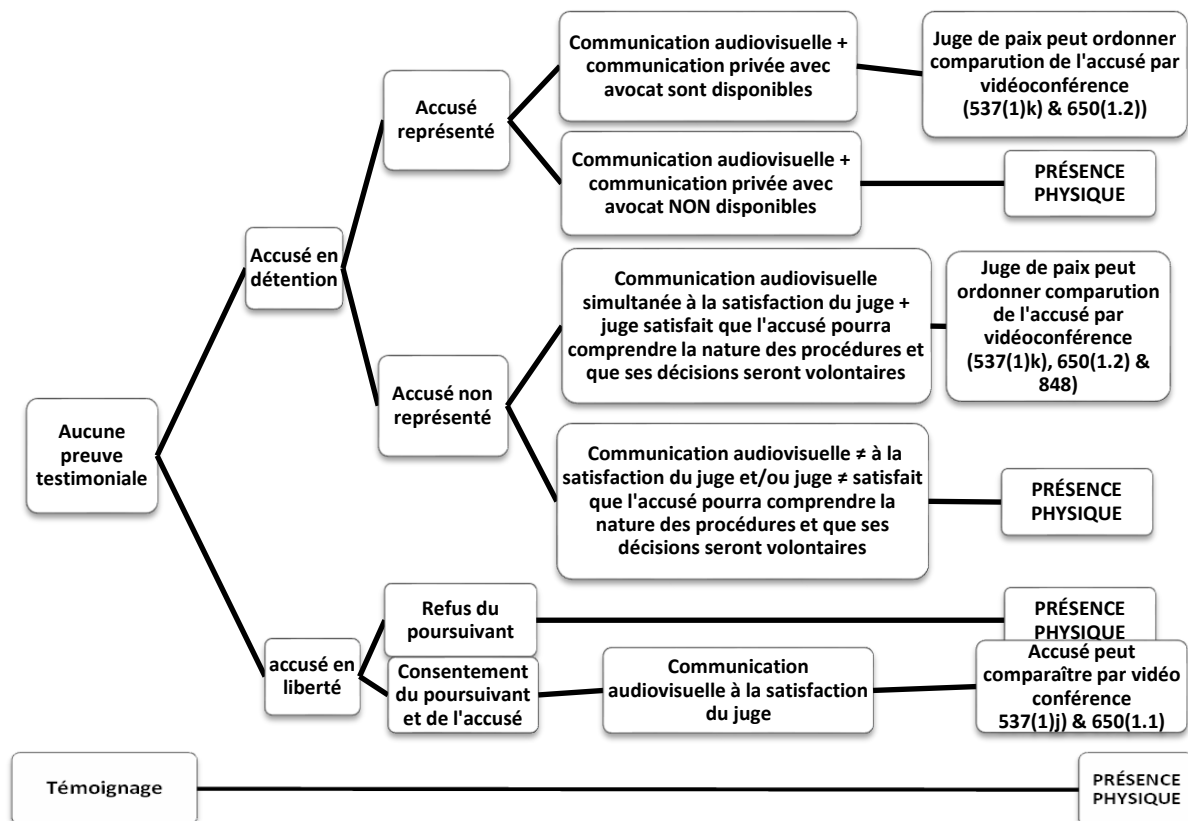 Communication audiovisuelle +
communication privée avec
avocat sont disponibles
Juge de paix peut ordonner
comparution de l'accusé par
vidéoconférence
(537(1)k) & 650(1.2))
Accusé
représenté
Communication audiovisuelle +
communication privée avec
avocat NON disponibles
PRÉSENCE
PHYSIQUE
Accusé en
détention
Communication audiovisuelle
simultanée à la satisfaction du juge +
juge satisfait que l'accusé pourra
comprendre la nature des procédures et
que ses décisions seront volontaires
Juge de paix peut
ordonner comparution
de l'accusé par
vidéoconférence
(537(1)k), 650(1.2) &
848)
Accusé non
représenté
Aucune
preuve
testimoniale
Communication audiovisuelle ≠ à la
satisfaction du juge et/ou juge ≠ satisfait
que l'accusé pourra comprendre la
nature des procédures et que ses
décisions seront volontaires
PRÉSENCE
PHYSIQUE
Refus du
poursuivant
PRÉSENCE
PHYSIQUE
accusé en
liberté
Consentement
du poursuivant
et de l'accusé
Communication
audiovisuelle à la satisfaction
du juge
Accusé peut
comparaître par vidéo
conférence
537(1)j) & 650(1.1)
Témoignage
PRÉSENCE
PHYSIQUE